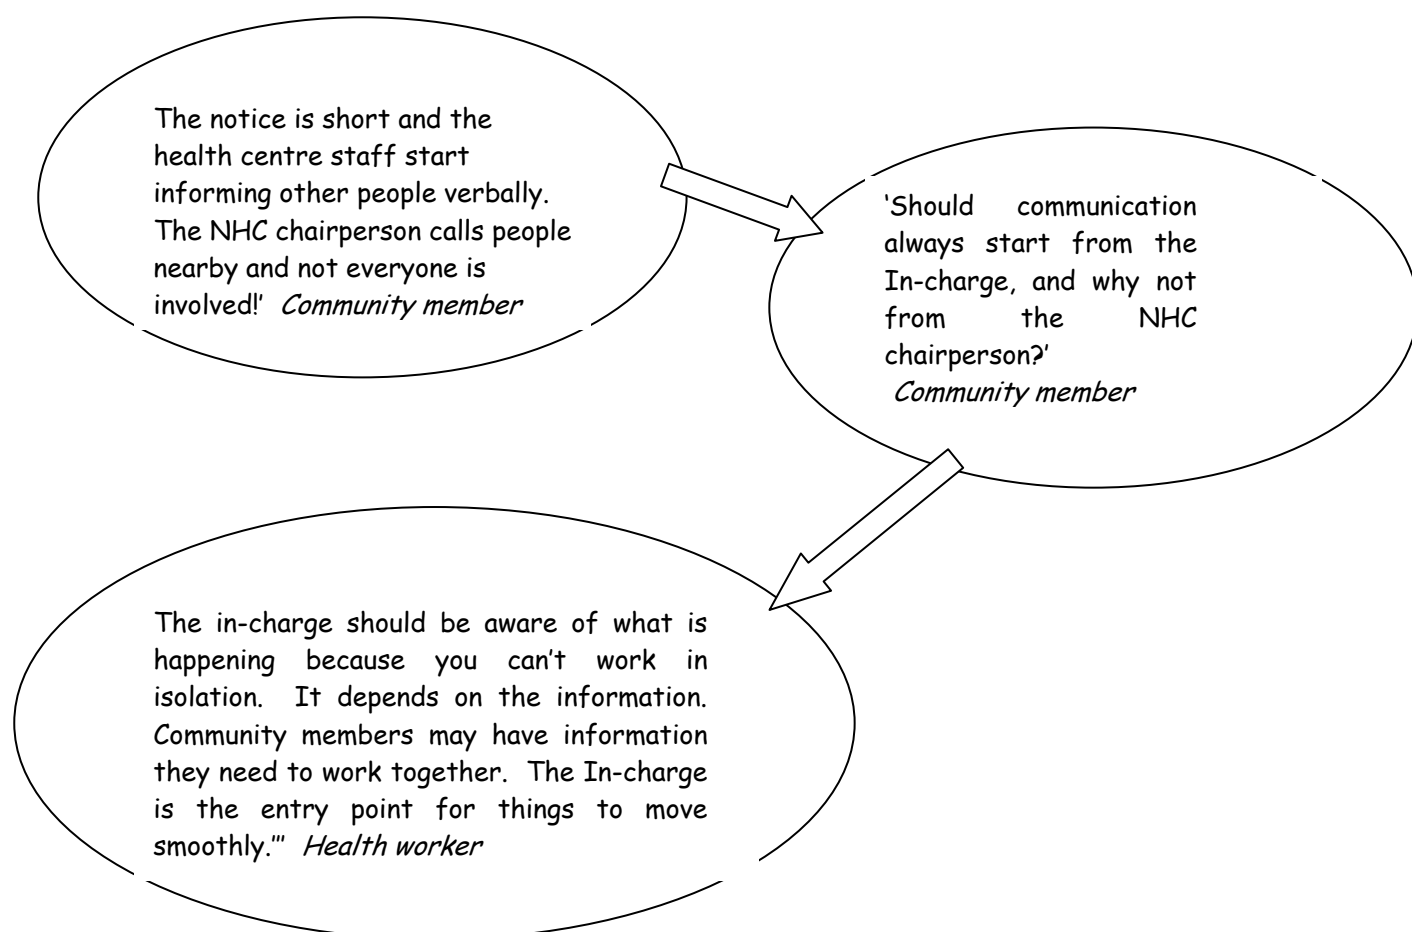 The notice is short and the
health centre staff start
informing other people verbally.
The NHC chairperson calls people
nearby and not everyone is
involved!’ Community member
‘Should communication
always start from the
In-charge, and why not
from the NHC
chairperson?’
Community member
The in-charge should be aware of what is
happening because you can’t work in
isolation. It depends on the information.
Community members may have information
they need to work together. The In-charge
is the entry point for things to move
smoothly.”’ Health worker